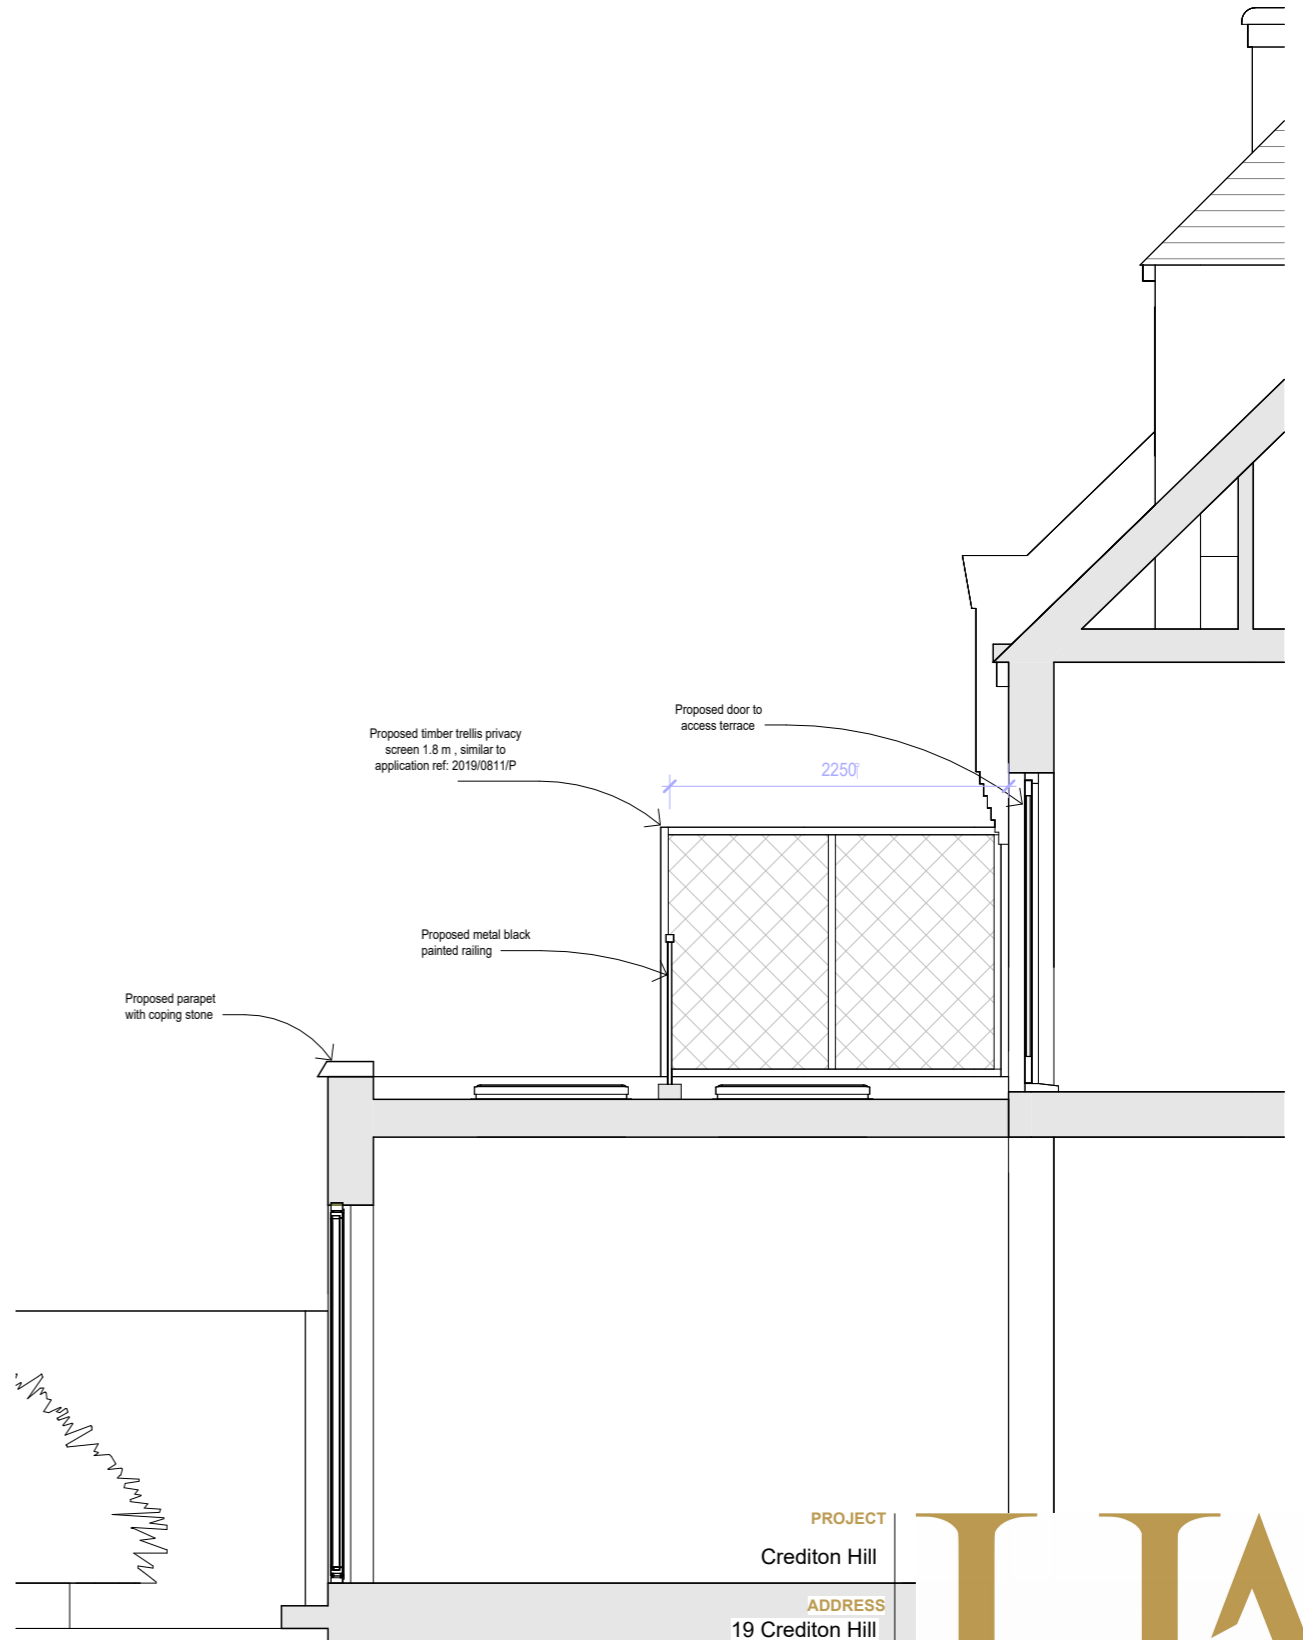 Proposed door to
access terrace
Proposed timber trellis privacy
screen 1.8 m , similar to
application ref: 2019/0811/P
2250
Proposed metal black
painted railing
Proposed parapet
with coping stone
PROJECT
Crediton Hill
ADDRESS
19 Crediton Hill